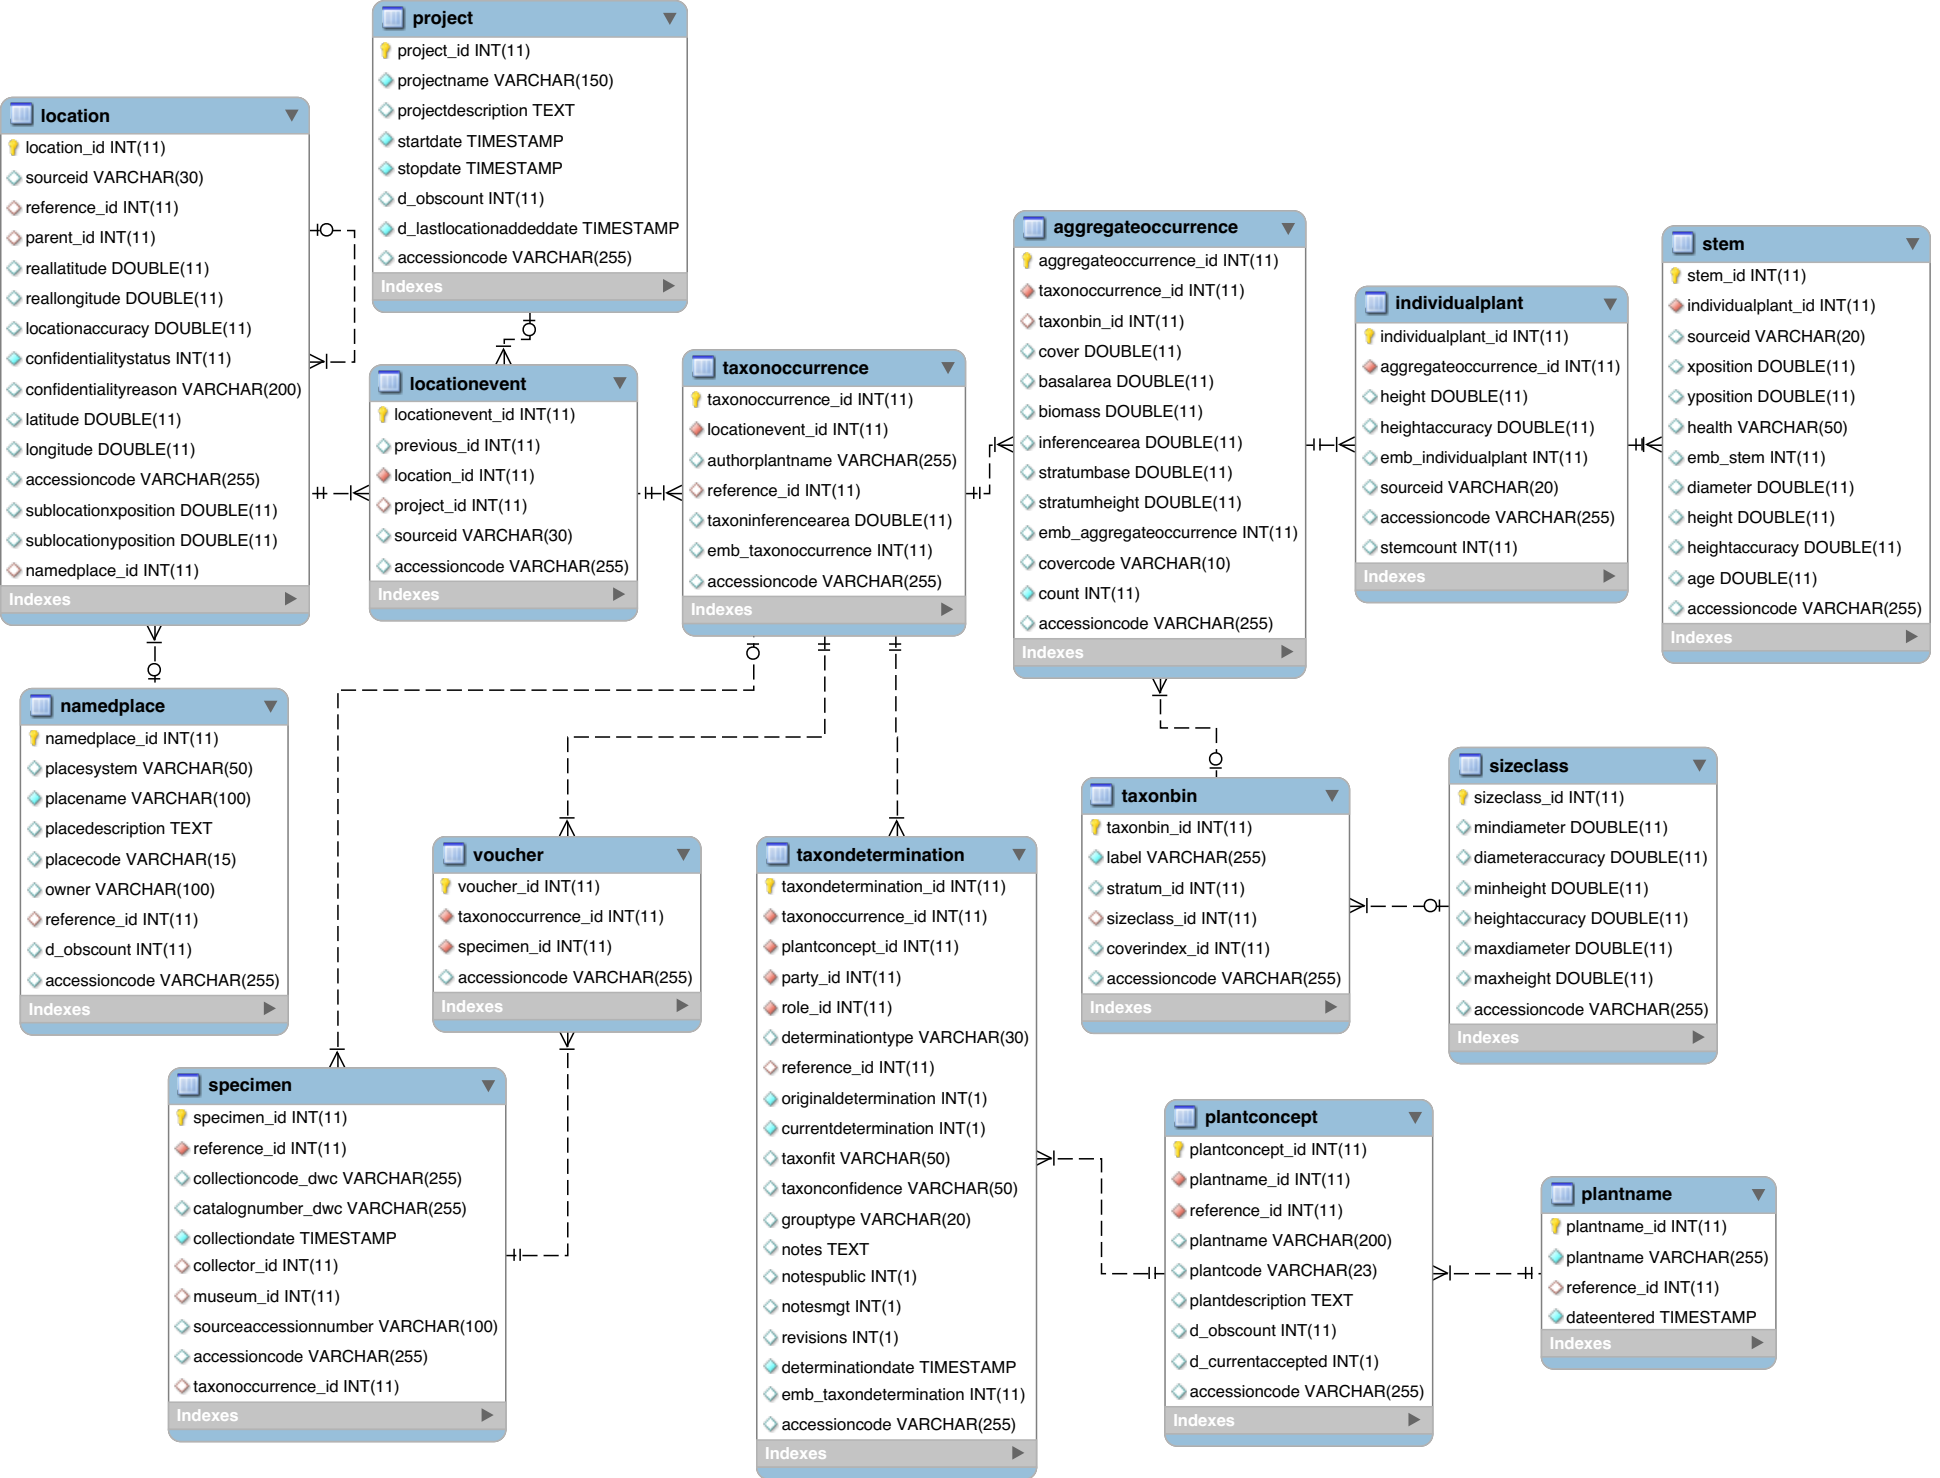 project
project_id INT(11)
projectname VARCHAR(150)
projectdescription TEXT
startdate TIMESTAMP
stopdate TIMESTAMP
d_obscount INT(11)
d_lastlocationaddeddate TIMESTAMP
accessioncode VARCHAR(255)
Indexes
location
location_id INT(11)
sourceid VARCHAR(30)
reference_id INT(11)
parent_id INT(11)
reallatitude DOUBLE(11)
reallongitude DOUBLE(11)
locationaccuracy DOUBLE(11)
confidentialitystatus INT(11)
confidentialityreason VARCHAR(200)
latitude DOUBLE(11)
longitude DOUBLE(11)
accessioncode VARCHAR(255)
sublocationxposition DOUBLE(11)
sublocationyposition DOUBLE(11)
namedplace_id INT(11)
Indexes
locationevent
locationevent_id INT(11)
previous_id INT(11)
location_id INT(11)
project_id INT(11)
sourceid VARCHAR(30)
accessioncode VARCHAR(255)
Indexes
taxonoccurrence
taxonoccurrence_id INT(11)
locationevent_id INT(11)
authorplantname VARCHAR(255)
reference_id INT(11)
taxoninferencearea DOUBLE(11)
emb_taxonoccurrence INT(11)
accessioncode VARCHAR(255)
Indexes
aggregateoccurrence
aggregateoccurrence_id INT(11)
taxonoccurrence_id INT(11)
taxonbin_id INT(11)
cover DOUBLE(11)
basalarea DOUBLE(11)
biomass DOUBLE(11)
inferencearea DOUBLE(11)
stratumbase DOUBLE(11)
stratumheight DOUBLE(11)
emb_aggregateoccurrence INT(11)
covercode VARCHAR(10)
count INT(11)
accessioncode VARCHAR(255)
Indexes
individualplant
individualplant_id INT(11)
aggregateoccurrence_id INT(11)
height DOUBLE(11)
heightaccuracy DOUBLE(11)
emb_individualplant INT(11)
sourceid VARCHAR(20)
accessioncode VARCHAR(255)
stemcount INT(11)
Indexes
stem
stem_id INT(11)
individualplant_id INT(11)
sourceid VARCHAR(20)
xposition DOUBLE(11)
yposition DOUBLE(11)
health VARCHAR(50)
emb_stem INT(11)
diameter DOUBLE(11)
height DOUBLE(11)
heightaccuracy DOUBLE(11)
age DOUBLE(11)
accessioncode VARCHAR(255)
Indexes
namedplace
namedplace_id INT(11)
placesystem VARCHAR(50)
placename VARCHAR(100)
placedescription TEXT
placecode VARCHAR(15)
owner VARCHAR(100)
reference_id INT(11)
d_obscount INT(11)
accessioncode VARCHAR(255)
Indexes
voucher
voucher_id INT(11)
taxonoccurrence_id INT(11)
specimen_id INT(11)
accessioncode VARCHAR(255)
Indexes
taxondetermination
taxondetermination_id INT(11)
taxonoccurrence_id INT(11)
plantconcept_id INT(11)
party_id INT(11)
role_id INT(11)
determinationtype VARCHAR(30)
reference_id INT(11)
originaldetermination INT(1)
currentdetermination INT(1)
taxonfit VARCHAR(50)
taxonconfidence VARCHAR(50)
grouptype VARCHAR(20)
notes TEXT
notespublic INT(1)
notesmgt INT(1)
revisions INT(1)
determinationdate TIMESTAMP
emb_taxondetermination INT(11)
accessioncode VARCHAR(255)
Indexes
taxonbin
taxonbin_id INT(11)
label VARCHAR(255)
stratum_id INT(11)
sizeclass_id INT(11)
coverindex_id INT(11)
accessioncode VARCHAR(255)
Indexes
sizeclass
sizeclass_id INT(11)
mindiameter DOUBLE(11)
diameteraccuracy DOUBLE(11)
minheight DOUBLE(11)
heightaccuracy DOUBLE(11)
maxdiameter DOUBLE(11)
maxheight DOUBLE(11)
accessioncode VARCHAR(255)
Indexes
specimen
specimen_id INT(11)
reference_id INT(11)
collectioncode_dwc VARCHAR(255)
catalognumber_dwc VARCHAR(255)
collectiondate TIMESTAMP
collector_id INT(11)
museum_id INT(11)
sourceaccessionnumber VARCHAR(100)
accessioncode VARCHAR(255)
taxonoccurrence_id INT(11)
Indexes
plantconcept
plantconcept_id INT(11)
plantname_id INT(11)
reference_id INT(11)
plantname VARCHAR(200)
plantcode VARCHAR(23)
plantdescription TEXT
d_obscount INT(11)
d_currentaccepted INT(1)
accessioncode VARCHAR(255)
Indexes
plantname
plantname_id INT(11)
plantname VARCHAR(255)
reference_id INT(11)
dateentered TIMESTAMP
Indexes